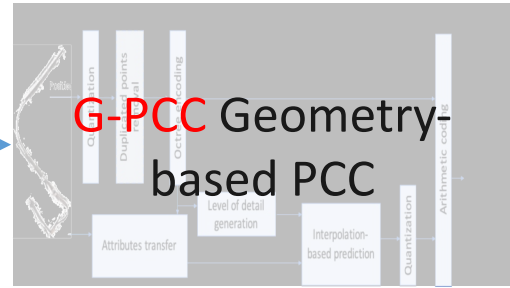 Positions
Quantization
Duplicated points
removal
Octree encoding
G-PCC Geometry-
based PCC
Level of detail
generation
Attributes transfer
Interpolation-
based prediction
Quantization
Arithmetic coding